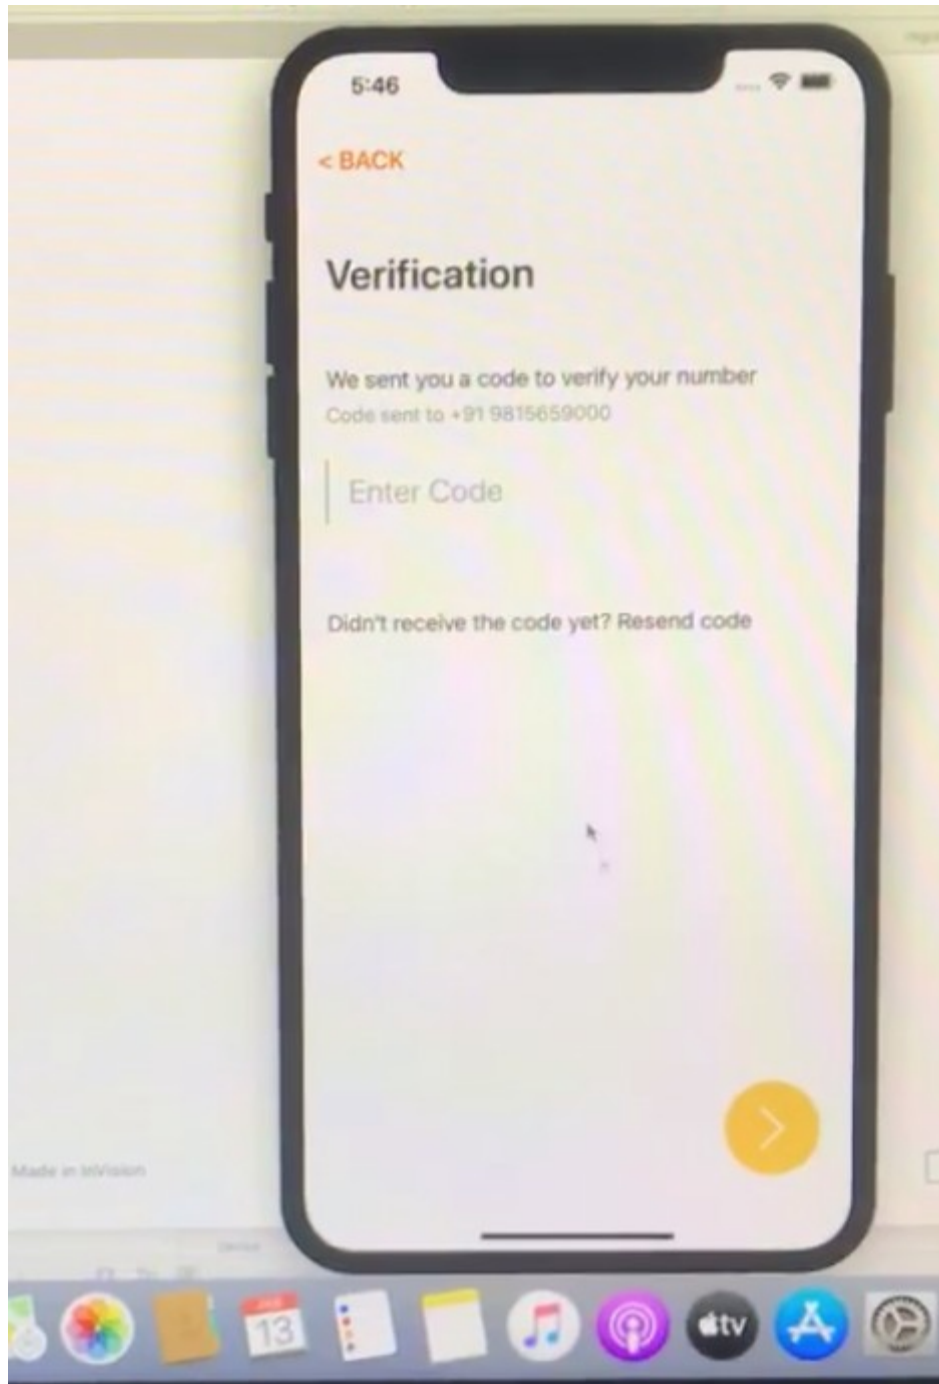 5:46
< BACK
Verification
We sent you a code to verify your number
Code sent to +91 9815659000
Enter Code
Didn't receive the code yet? Resend code
Made in InVision
13
tv